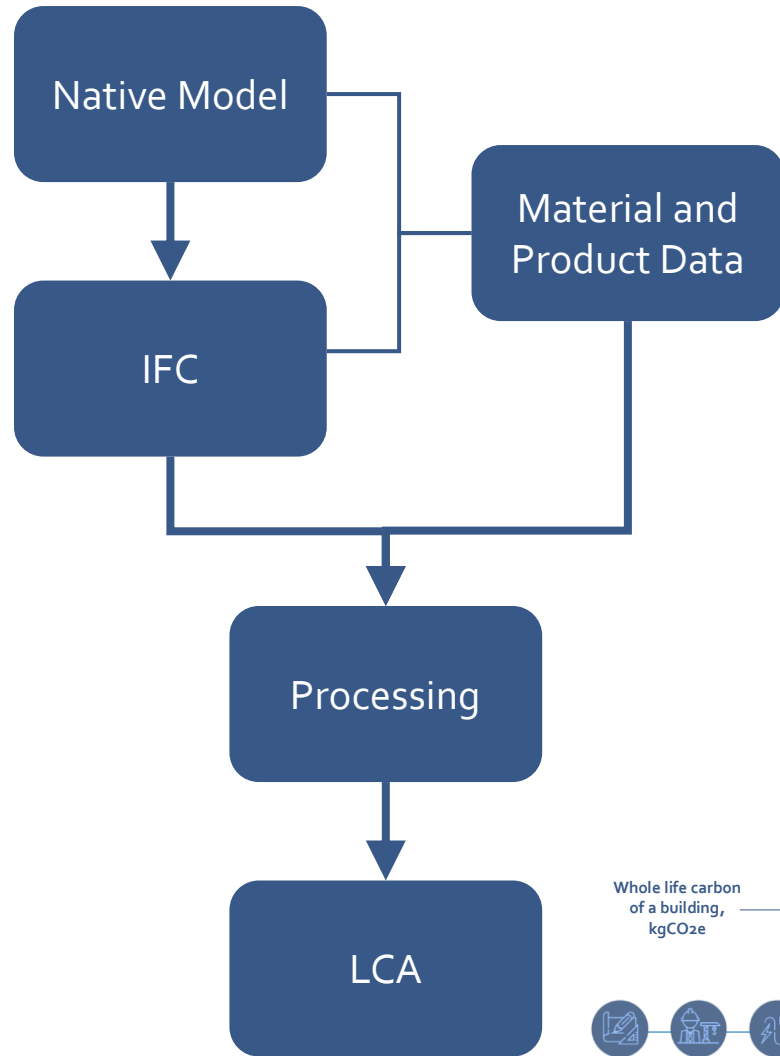 Native Model
Material and
Product Data
IFC
Processing
LCA
Whole life carbon
of a building,
kgCO2e